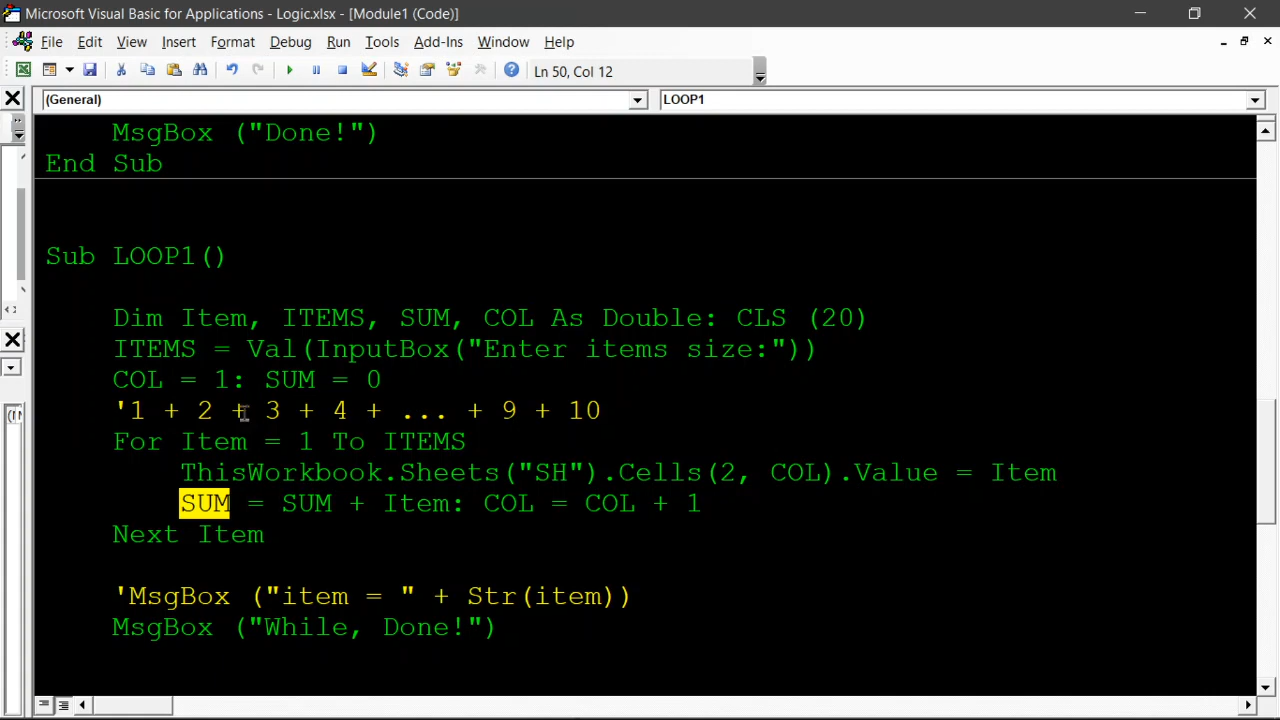 Microsoft Visual Basic for Applications - Logic.xlsx - [Module1 (Code)]
File Edit View Insert Format Debug Run Tools Add-Ins Window Help
Ln 50, Col 12
(General) LOOP1
MsgBox ("Done!")
End Sub
Sub LOOP1()
Dim Item, ITEMS, SUM, COL As Double: CLS (20)
ITEMS = Val(InputBox("Enter items size:"))
COL = 1: SUM = 0
'1 + 2 + 3 + 4 + ... + 9 + 10
For Item = 1 To ITEMS
ThisWorkbook.Sheets("SH").Cells(2, COL).Value = Item
SUM = SUM + Item: COL = COL + 1
Next Item
'MsgBox ("item = " + Str(item))
MsgBox ("While, Done!")